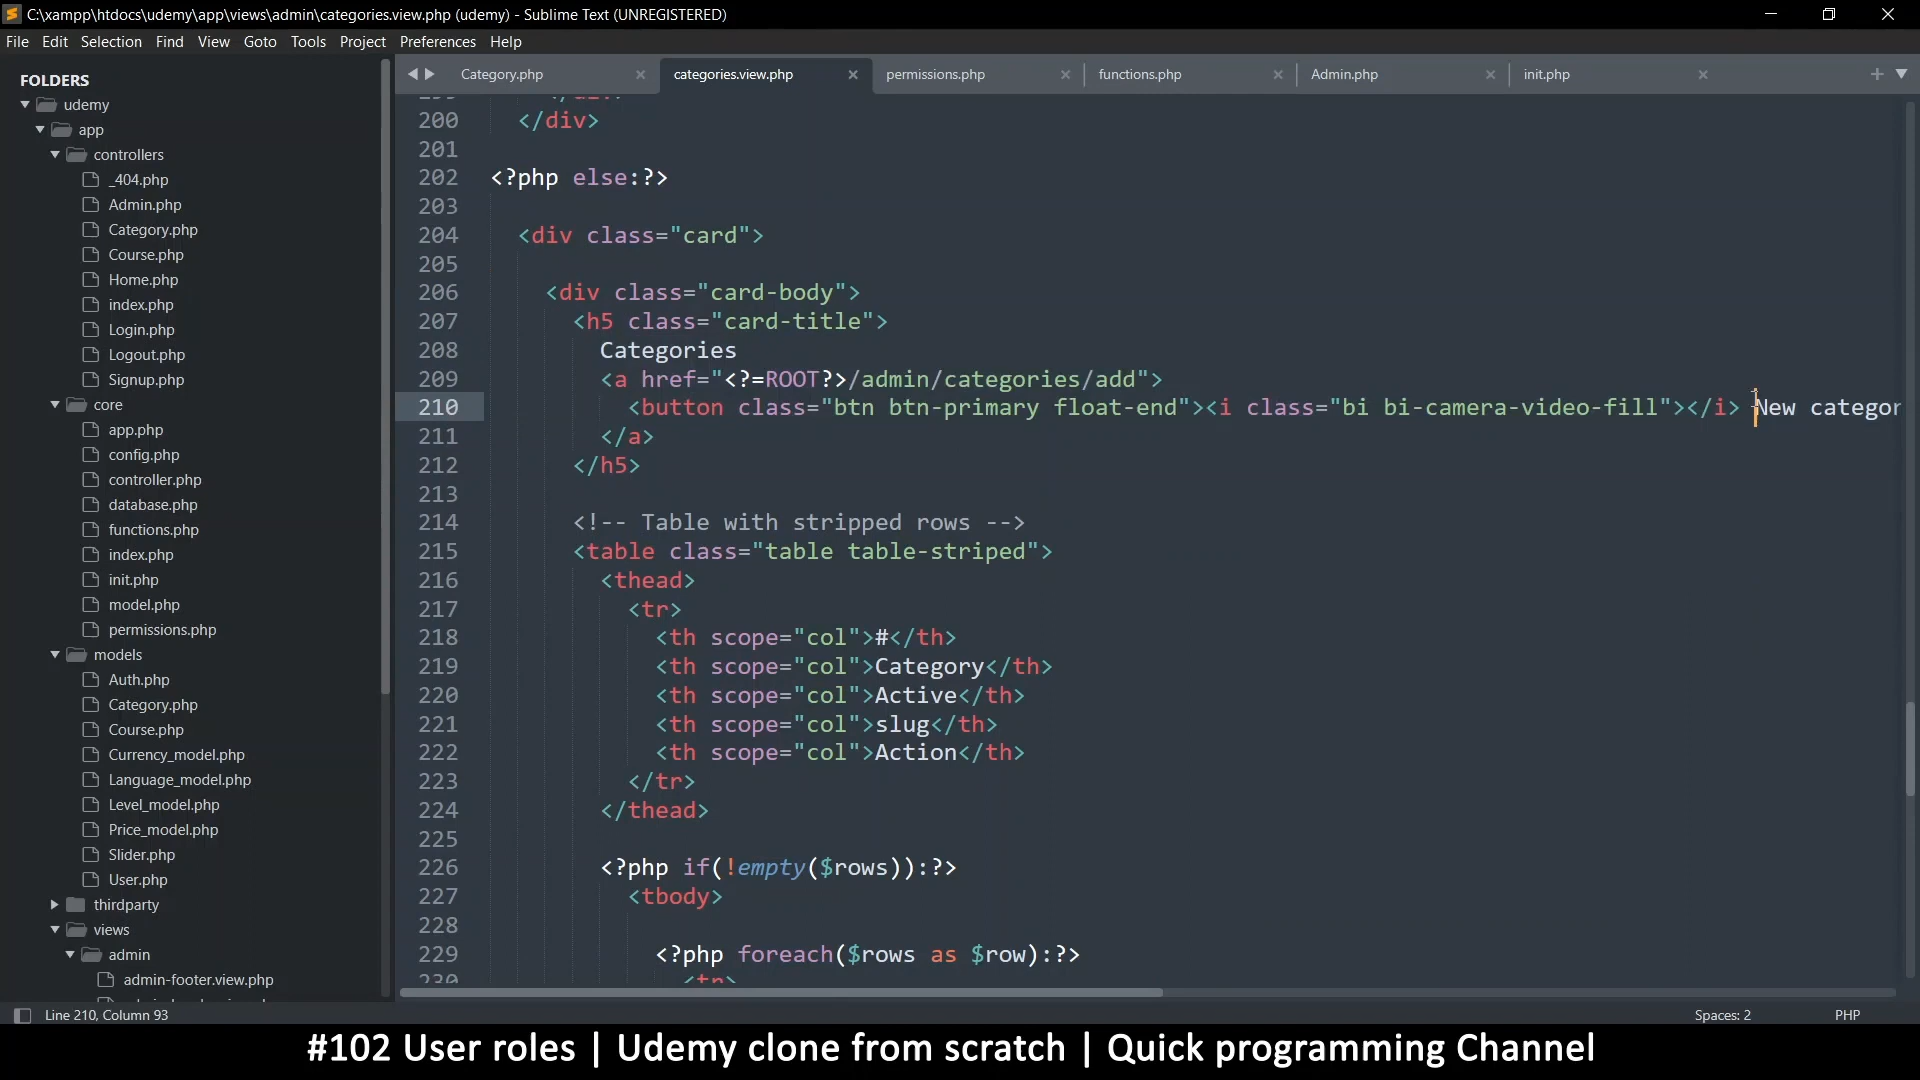 C:\xampp\htdocs\udemy\app\views\admin\categories.view.php (udemy) - Sublime Text (UNREGISTERED)
File Edit Selection Find View Goto Tools Project Preferences Help
FOLDERS
udemy
app
controllers
_404.php
Admin.php
Category.php
Course.php
Home.php
index.php
Login.php
Logout.php
Signup.php
core
app.php
config.php
controller.php
database.php
functions.php
index.php
init.php
model.php
permissions.php
models
Auth.php
Category.php
Course.php
Currency_model.php
Language_model.php
Level_model.php
Price_model.php
Slider.php
User.php
thirdparty
views
admin
admin-footer.view.php
Category.php categories.view.php permissions.php functions.php Admin.php init.php
200 </div>
201
202 <?php else:?>
203
204 <div class="card">
205
206 <div class="card-body">
207 <h5 class="card-title">
208 Categories
209 <a href="<?=ROOT?>/admin/categories/add">
210 <button class="btn btn-primary float-end"><i class="bi bi-camera-video-fill"></i> New categor
211 </a>
212 </h5>
213
214 <!-- Table with stripped rows -->
215 <table class="table table-striped">
216 <thead>
217 <tr>
218 <th scope="col">#</th>
219 <th scope="col">Category</th>
220 <th scope="col">Active</th>
221 <th scope="col">slug</th>
222 <th scope="col">Action</th>
223 </tr>
224 </thead>
225
226 <?php if(!empty($rows)):?>
227 <tbody>
228
229 <?php foreach($rows as $row):?>
230 <tr>
Line 210, Column 93 Spaces: 2 PHP
#102 User roles | Udemy clone from scratch | Quick programming Channel